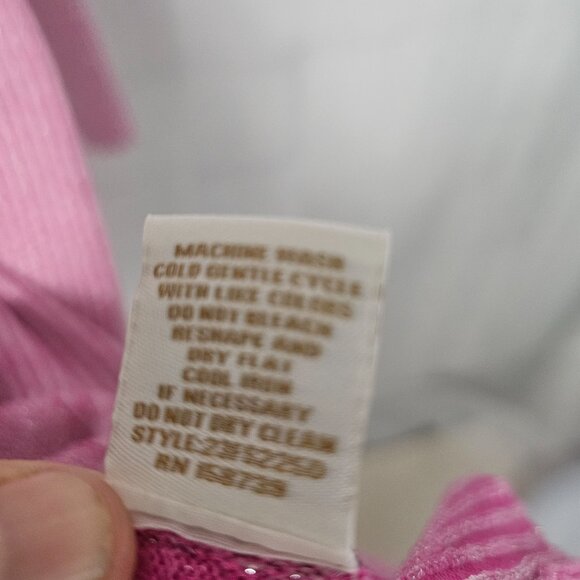 MACHINE WASH
COLD GENTLE CYCLE
WITH LIKE COLORS
DO NOT BLEACH
RESHAPE AND
DRY FLAT
COOL IRON
IF NECESSARY
DO NOT DRY CLEAN
STYLE:
RN